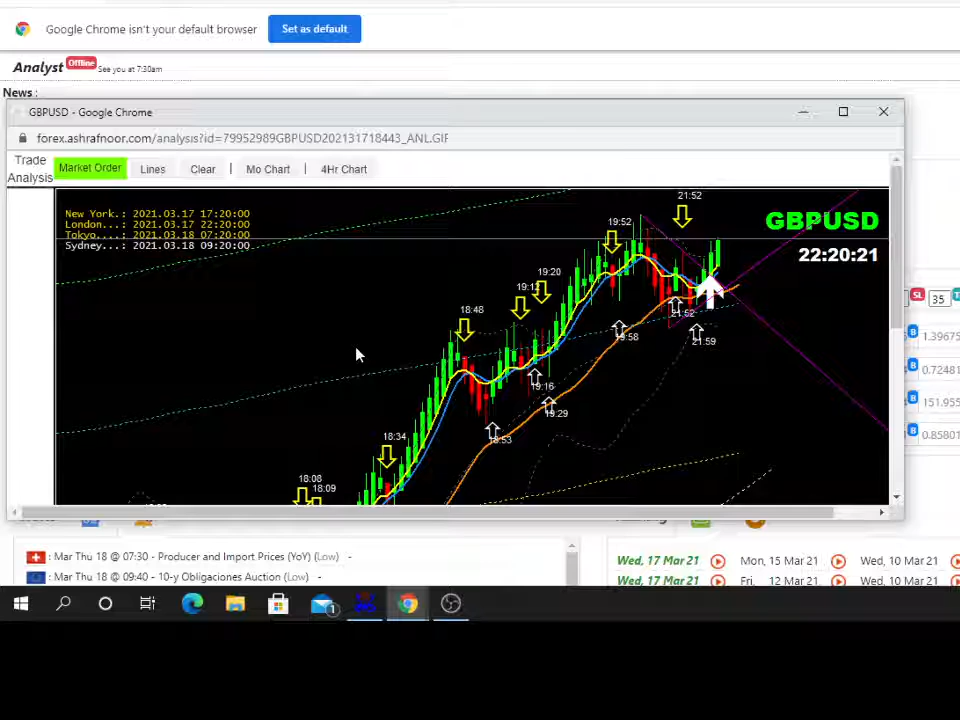 Google Chrome isn't your default browser Set as default
Analyst Offline See you at 7:30am
News :
GBPUSD - Google Chrome
forex.ashrafnoor.com/analysis?id=79952989GBPUSD202131718443_ANL.GIF
Trade Analysis Market Order Lines Clear | Mo Chart | 4Hr Chart
New York.: 2021.03.17 17:20:00
London...: 2021.03.17 22:20:00
Tokyo....: 2021.03.18 07:20:00
Sydney...: 2021.03.18 09:20:00
GBPUSD
22:20:21
21:52
19:52
19:20
18:48
21:52
19:58
21:59
19:16
19:29
18:53
18:34
18:08
18:09
SL 35
B 1.39675
B 0.72481
B 151.955
B 0.85801
: Mar Thu 18 @ 07:30 - Producer and Import Prices (YoY) (Low) -
: Mar Thu 18 @ 09:40 - 10-y Obligaciones Auction (Low) -
Wed, 17 Mar 21 Mon, 15 Mar 21 Wed, 10 Mar 21
Wed, 17 Mar 21 Fri, 12 Mar 21 Wed, 10 Mar 21
1